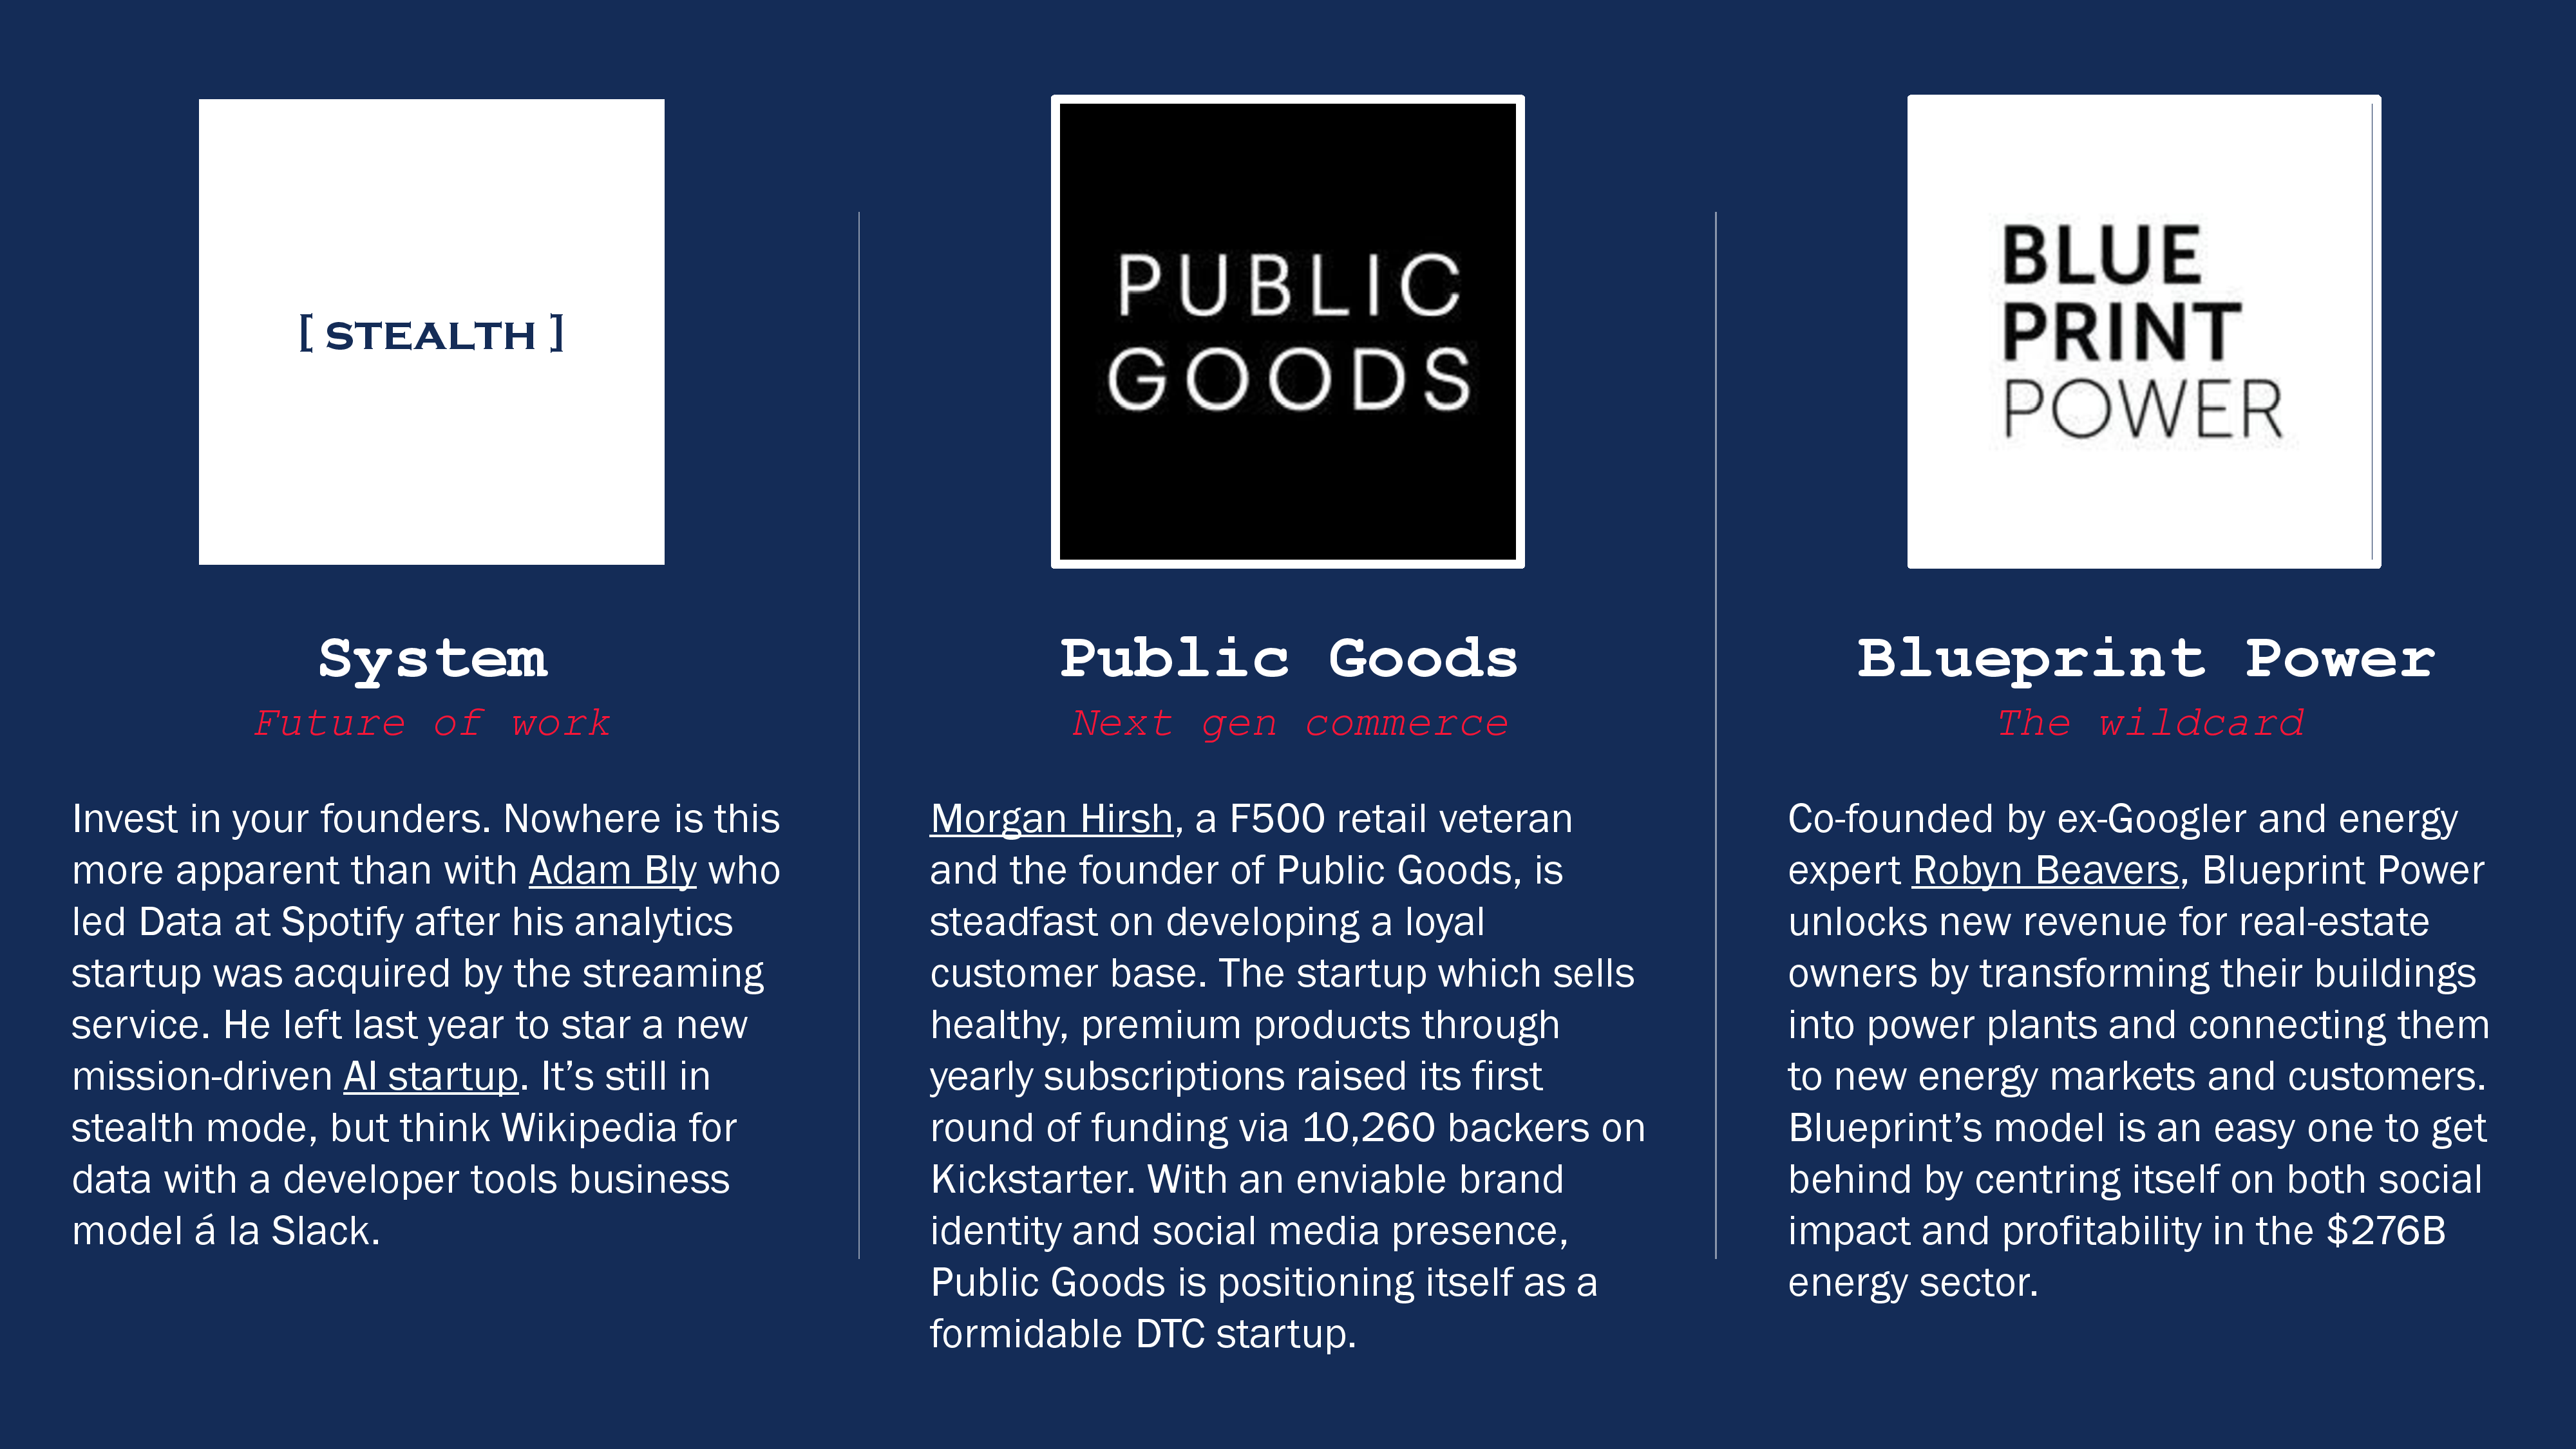 [ STEALTH ]
System
Future of work
Invest in your founders. Nowhere is this
more apparent than with Adam Bly who
led Data at Spotify after his analytics
startup was acquired by the streaming
service. He left last year to star a new
mission-driven AI startup. It’s still in
stealth mode, but think Wikipedia for
data with a developer tools business
model á la Slack.
PUBLIC
GOODS
Public Goods
Next gen commerce
Morgan Hirsh, a F500 retail veteran
and the founder of Public Goods, is
steadfast on developing a loyal
customer base. The startup which sells
healthy, premium products through
yearly subscriptions raised its first
round of funding via 10,260 backers on
Kickstarter. With an enviable brand
identity and social media presence,
Public Goods is positioning itself as a
formidable DTC startup.
BLUE
PRINT
POWER
Blueprint Power
The wildcard
Co-founded by ex-Googler and energy
expert Robyn Beavers, Blueprint Power
unlocks new revenue for real-estate
owners by transforming their buildings
into power plants and connecting them
to new energy markets and customers.
Blueprint’s model is an easy one to get
behind by centring itself on both social
impact and profitability in the $276B
energy sector.